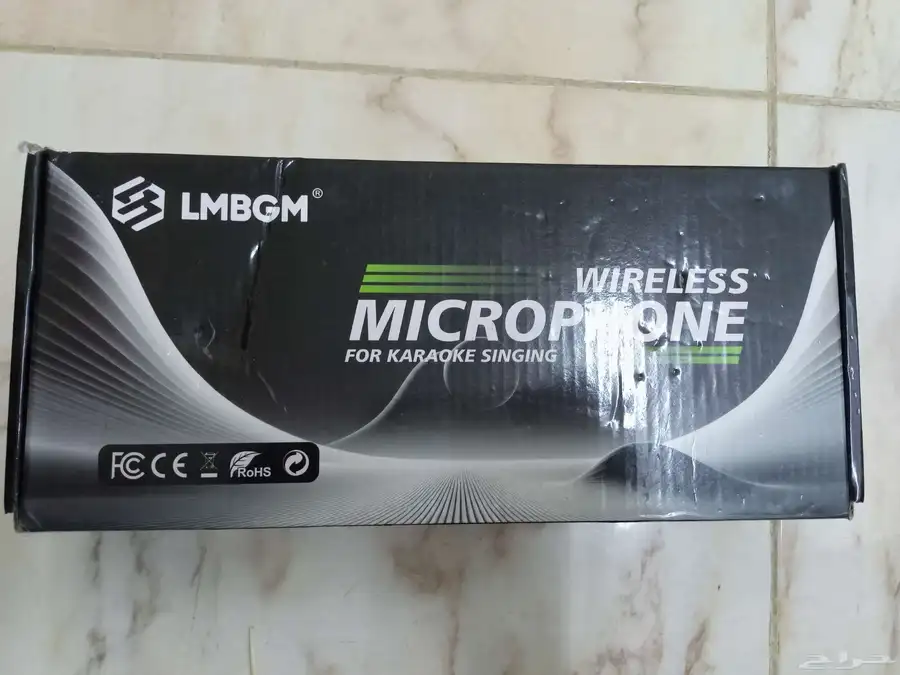 LMBGM®
WIRELESS
MICROPHONE
FOR KARAOKE SINGING
FC CE RoHS
حراج